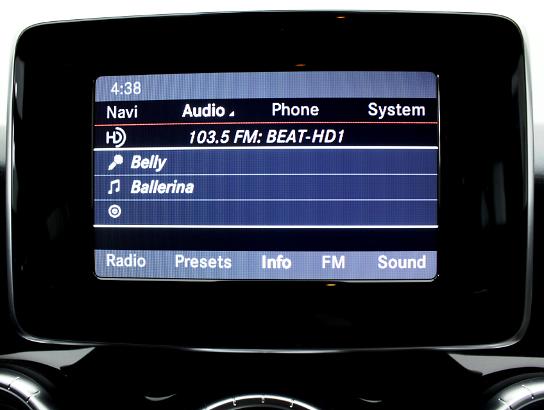 4:38
Navi Audio Phone System
HD 103.5 FM: BEAT-HD1
Belly
Ballerina
Radio Presets Info FM Sound